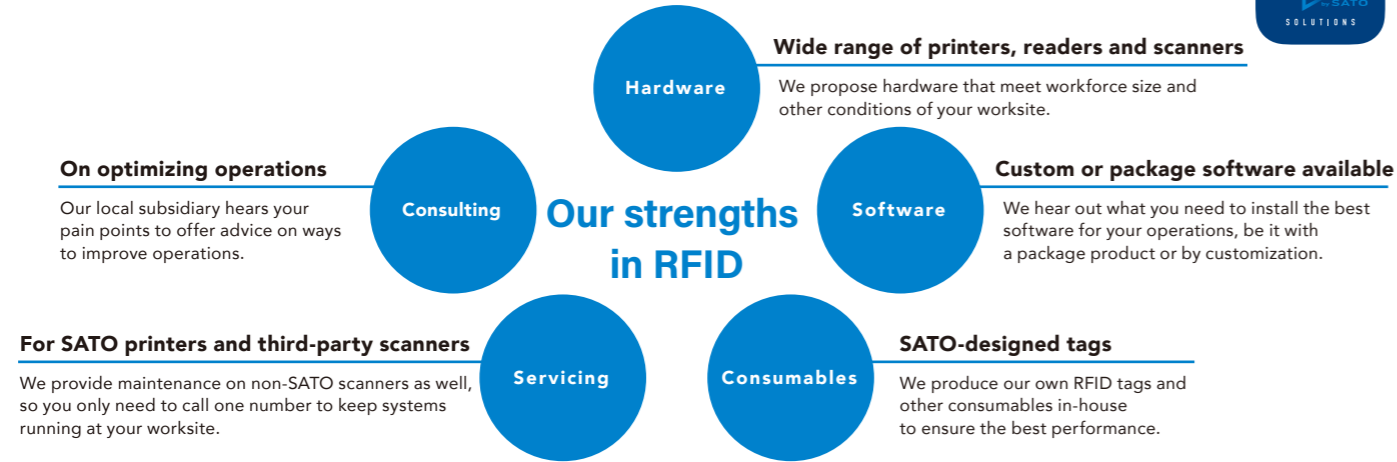 by SATO
SOLUTIONS
Hardware
Wide range of printers, readers and scanners
We propose hardware that meet workforce size and
other conditions of your worksite.
On optimizing operations
Our local subsidiary hears your
pain points to offer advice on ways
to improve operations.
Consulting
Our strengths
in RFID
Software
Custom or package software available
We hear out what you need to install the best
software for your operations, be it with
a package product or by customization.
For SATO printers and third-party scanners
We provide maintenance on non-SATO scanners as well,
so you only need to call one number to keep systems
running at your worksite.
Servicing
Consumables
SATO-designed tags
We produce our own RFID tags and
other consumables in-house
to ensure the best performance.